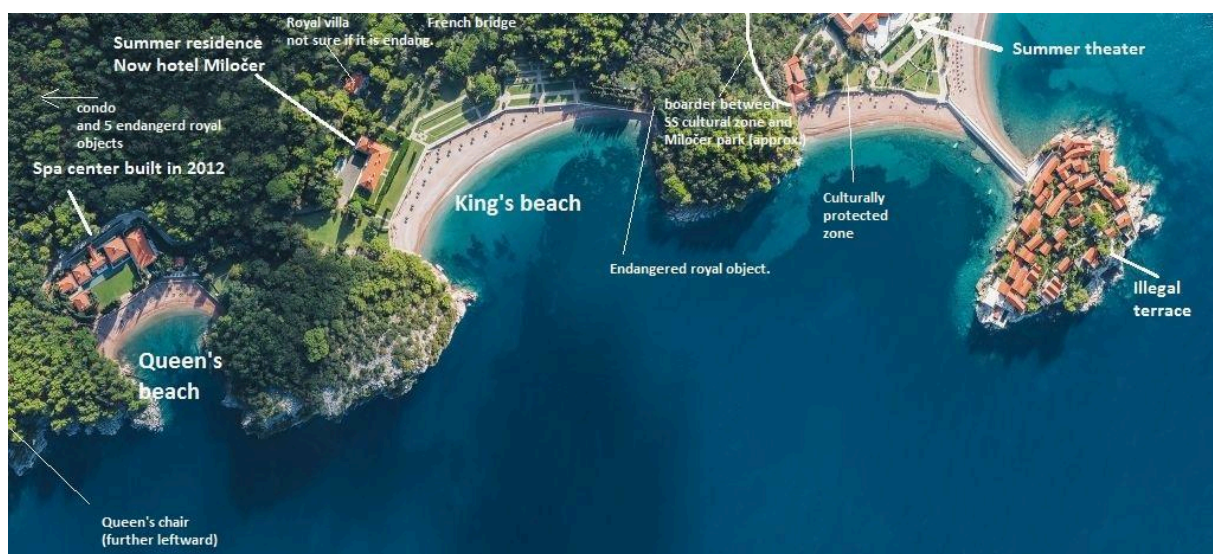 Royal villa
not sure if it is endang.
French bridge
Summer residence
Now hotel Miločer
Summer theater
condo
and 5 endangerd royal
objects
boarder between
SS cultural zone and
Miločer park (approx.)
Spa center built in 2012
King's beach
Culturally
protected
zone
Endangered royal object.
Illegal
terrace
Queen's
beach
Queen's chair
(further leftward)